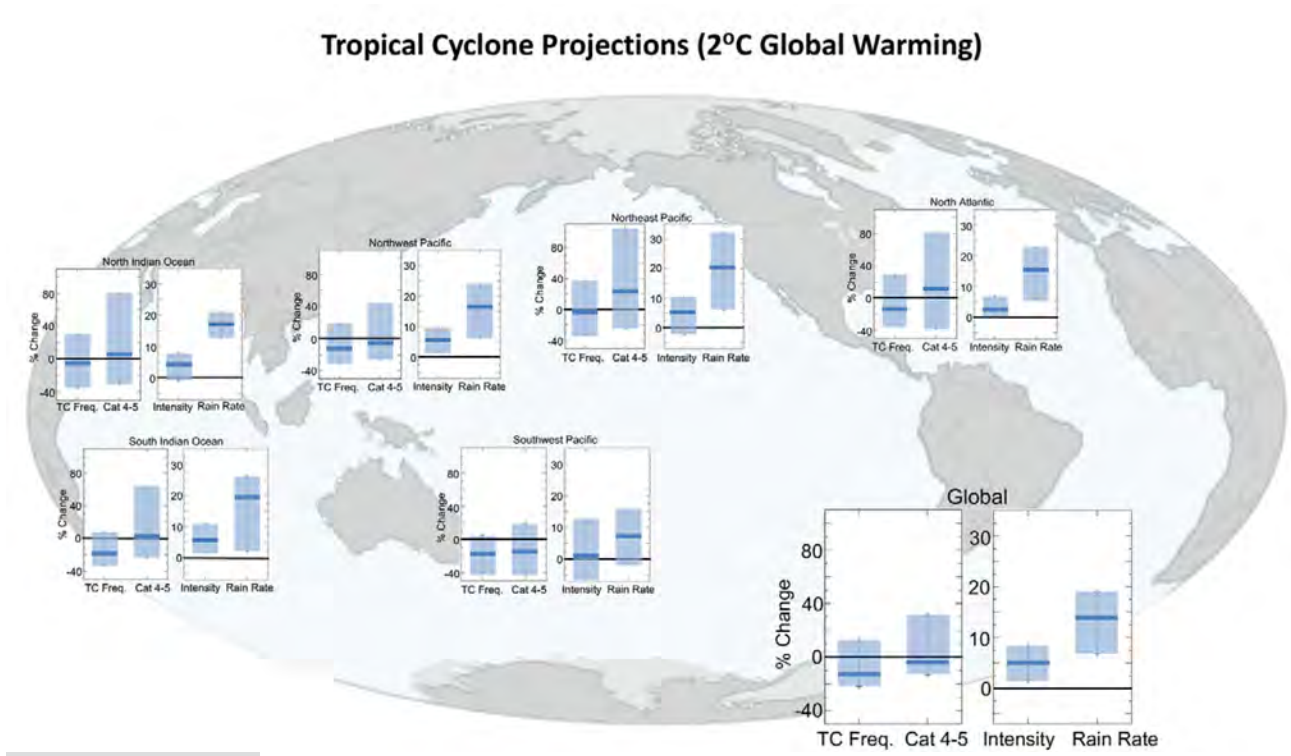 Tropical Cyclone Projections (2°C Global Warming)
North Indian Ocean
% Change
80
40
0
-40
30
20
10
0
TC Freq. Cat 4-5
Intensity Rain Rate
Northwest Pacific
% Change
80
40
0
-40
30
20
10
0
TC Freq. Cat 4-5
Intensity Rain Rate
Northeast Pacific
% Change
80
40
0
-40
30
20
10
0
TC Freq. Cat 4-5
Intensity Rain Rate
North Atlantic
% Change
80
40
0
-40
30
20
10
0
TC Freq. Cat 4-5
Intensity Rain Rate
South Indian Ocean
% Change
80
40
0
-40
30
20
10
0
TC Freq. Cat 4-5
Intensity Rain Rate
Southwest Pacific
% Change
80
40
0
-40
30
20
10
0
TC Freq. Cat 4-5
Intensity Rain Rate
Global
% Change
80
40
0
-40
30
20
10
0
TC Freq. Cat 4-5
Intensity Rain Rate